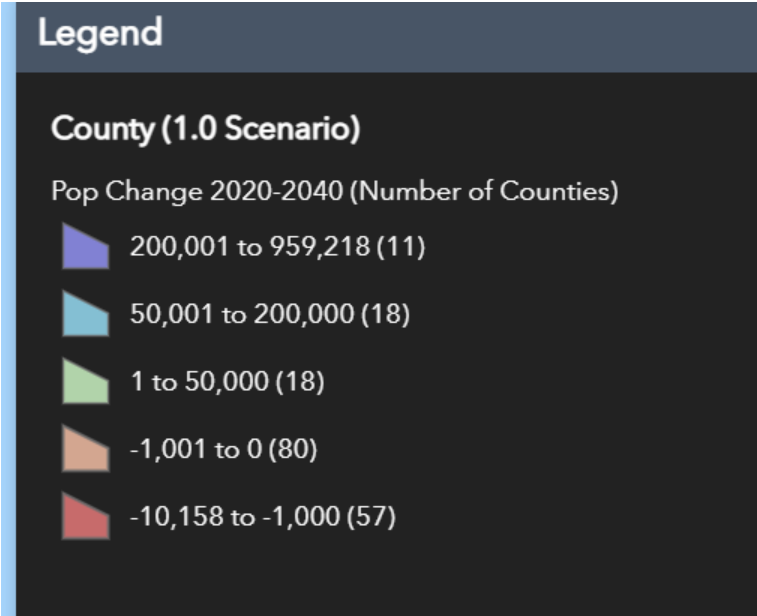 Legend
County (1.0 Scenario)
Pop Change 2020-2040 (Number of Counties)
200,001 to 959,218 (11)
50,001 to 200,000 (18)
1 to 50,000 (18)
-1,001 to 0 (80)
-10,158 to -1,000 (57)